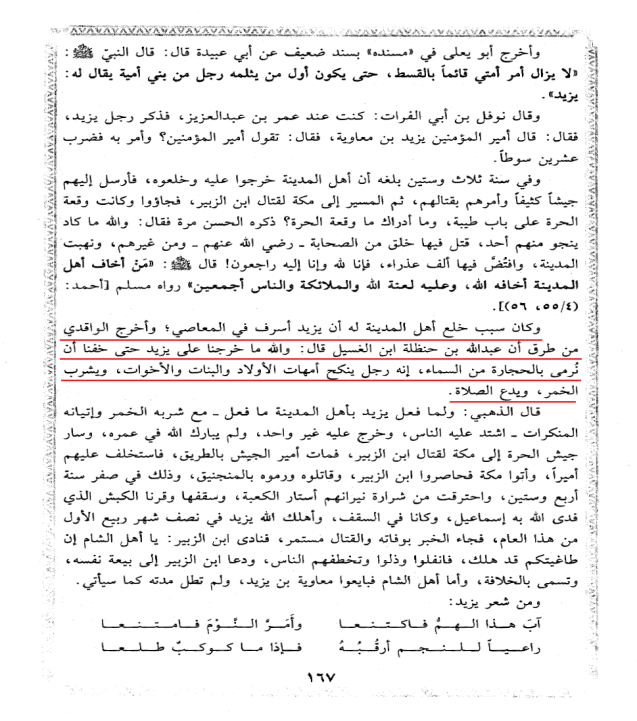 وأخرج أبو يعلى في «مسنده» بسند ضعيف عن أبي عبيدة قال: قال النبيّ ﷺ:
«لا يزال أمر أمتي قائماً بالقسط، حتى يكون أول من يثلمه رجل من بني أمية يقال له:
يزيد».
وقال نوفل بن أبي الفرات: كنت عند عمر بن عبدالعزيز، فذكر رجل يزيد،
فقال: قال أمير المؤمنين يزيد بن معاوية، فقال: تقول أمير المؤمنين؟ وأمر به فضرب
عشرين سوطاً.
وفي سنة ثلاث وستين بلغه أن أهل المدينة خرجوا عليه وخلعوه، فأرسل إليهم
جيشاً كثيفاً وأمرهم بقتالهم، ثم المسير إلى مكة لقتال ابن الزبير، فجاؤوا وكانت وقعة
الحرة على باب طيبة، وما أدراك ما وقعة الحرة؟ ذكره الحسن مرة فقال: والله ما كاد
ينجو منهم أحد، قتل فيها خلق من الصحابة ـ رضي الله عنهم ـ ومن غيرهم، ونهبت
المدينة، وافتُضَّ فيها ألف عذراء، فإنا لله وإنا إليه راجعون! قال ﷺ: «مَنْ أخاف أهل
المدينة أخافه الله، وعليه لعنة الله والملائكة والناس أجمعين» رواه مسلم [أحمد:
(٥٥/٤، ٥٦)].
وكان سبب خلع أهل المدينة له أن يزيد أسرف في المعاصي؛ وأخرج الواقدي
من طرق أن عبدالله بن حنظلة ابن الغسيل قال: والله ما خرجنا على يزيد حتى خفنا أن
نُرمى بالحجارة من السماء، إنه رجل ينكح أمهات الأولاد والبنات والأخوات، ويشرب
الخمر، ويدع الصلاة.
قال الذهبي: ولما فعل يزيد بأهل المدينة ما فعل ـ مع شربه الخمر وإتيانه
المنكرات ـ اشتد عليه الناس، وخرج عليه غير واحد، ولم يبارك الله في عمره، وسار
جيش الحرة إلى مكة لقتال ابن الزبير، فمات أمير الجيش بالطريق، فاستخلف عليهم
أميراً، وأتوا مكة فحاصروا ابن الزبير، وقاتلوه ورموه بالمنجنيق، وذلك في صفر سنة
أربع وستين، واحترقت من شرارة نيرانهم أستار الكعبة، وسقفها وقرنا الكبش الذي
فدى الله به إسماعيل، وكانا في السقف، وأهلك الله يزيد في نصف شهر ربيع الأول
من هذا العام، فجاء الخبر بوفاته والقتال مستمر، فنادى ابن الزبير: يا أهل الشام إن
طاغيتكم قد هلك، فانفلوا وذلوا وتخطفهم الناس، ودعا ابن الزبير إلى بيعة نفسه،
وتسمى بالخلافة، وأما أهل الشام فبايعوا معاوية بن يزيد، ولم تطل مدته كما سيأتي.
ومن شعر يزيد:
آبَ هـذا الـهـمُّ فـاكـتـنـعـا وأَمَـرَّ الـنَّـوْمَ فـامـتـنـعـا
راعـيـاً لـلـنـجـم أرقُـبُـهُ فـإذا مـا كـوكـبٌ طـلـعـا
١٦٧